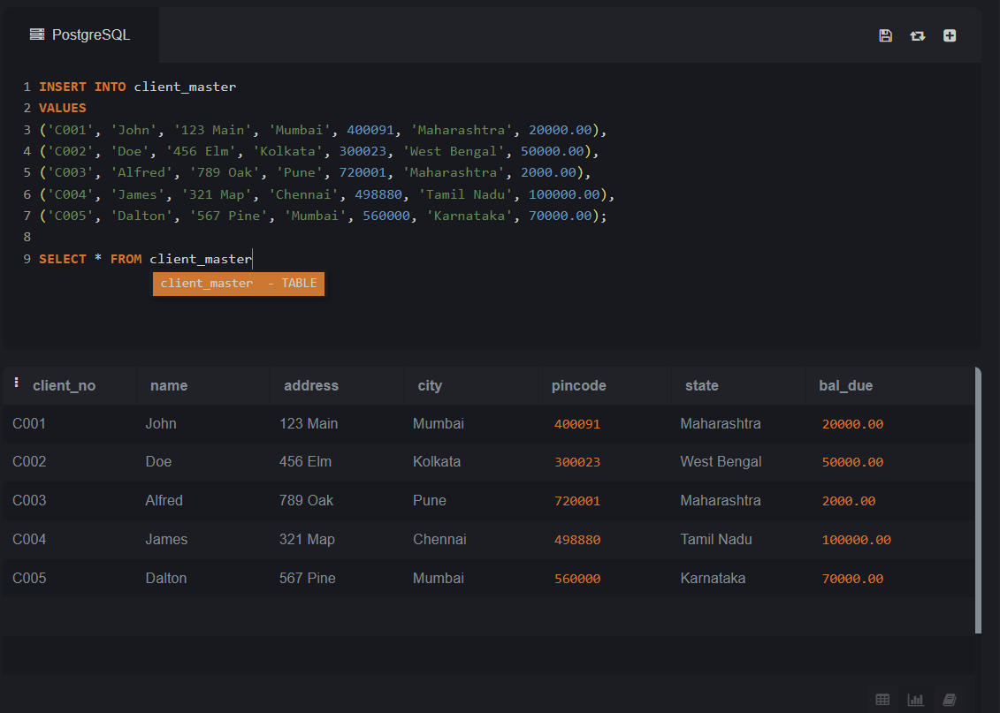 PostgreSQL
1 INSERT INTO client_master
2 VALUES
3 ('C001', 'John', '123 Main', 'Mumbai', 400091, 'Maharashtra', 20000.00),
4 ('C002', 'Doe', '456 Elm', 'Kolkata', 300023, 'West Bengal', 50000.00),
5 ('C003', 'Alfred', '789 Oak', 'Pune', 720001, 'Maharashtra', 2000.00),
6 ('C004', 'James', '321 Map', 'Chennai', 498880, 'Tamil Nadu', 100000.00),
7 ('C005', 'Dalton', '567 Pine', 'Mumbai', 560000, 'Karnataka', 70000.00);
8
9 SELECT * FROM client_master
client_master - TABLE
client_no name address city pincode state bal_due
C001 John 123 Main Mumbai 400091 Maharashtra 20000.00
C002 Doe 456 Elm Kolkata 300023 West Bengal 50000.00
C003 Alfred 789 Oak Pune 720001 Maharashtra 2000.00
C004 James 321 Map Chennai 498880 Tamil Nadu 100000.00
C005 Dalton 567 Pine Mumbai 560000 Karnataka 70000.00